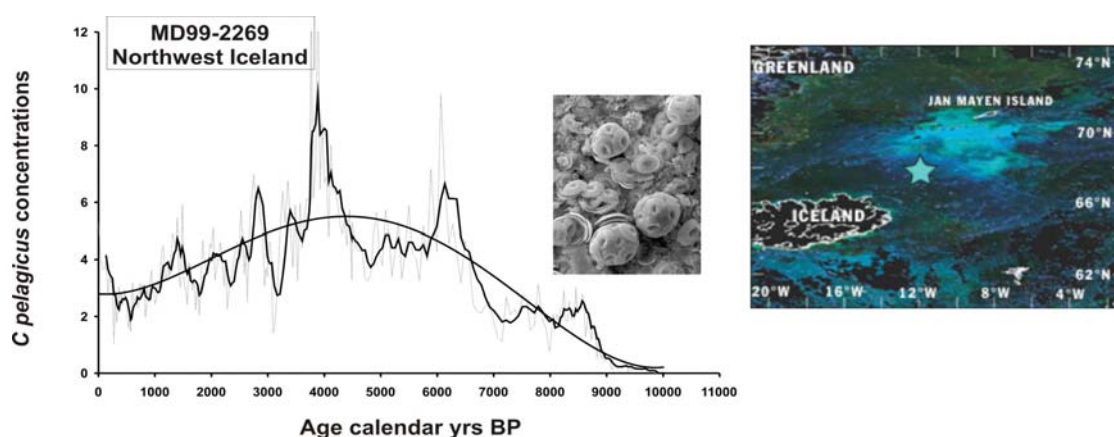 MD99-2269
Northwest Iceland
C pelagicus concentrations
12
10
8
6
4
2
0
0 1000 2000 3000 4000 5000 6000 7000 8000 9000 10000 11000
Age calendar yrs BP
GREENLAND
74°N
JAN MAYEN ISLAND
70°N
66°N
ICELAND
62°N
20°W 16°W 12°W 8°W 4°W